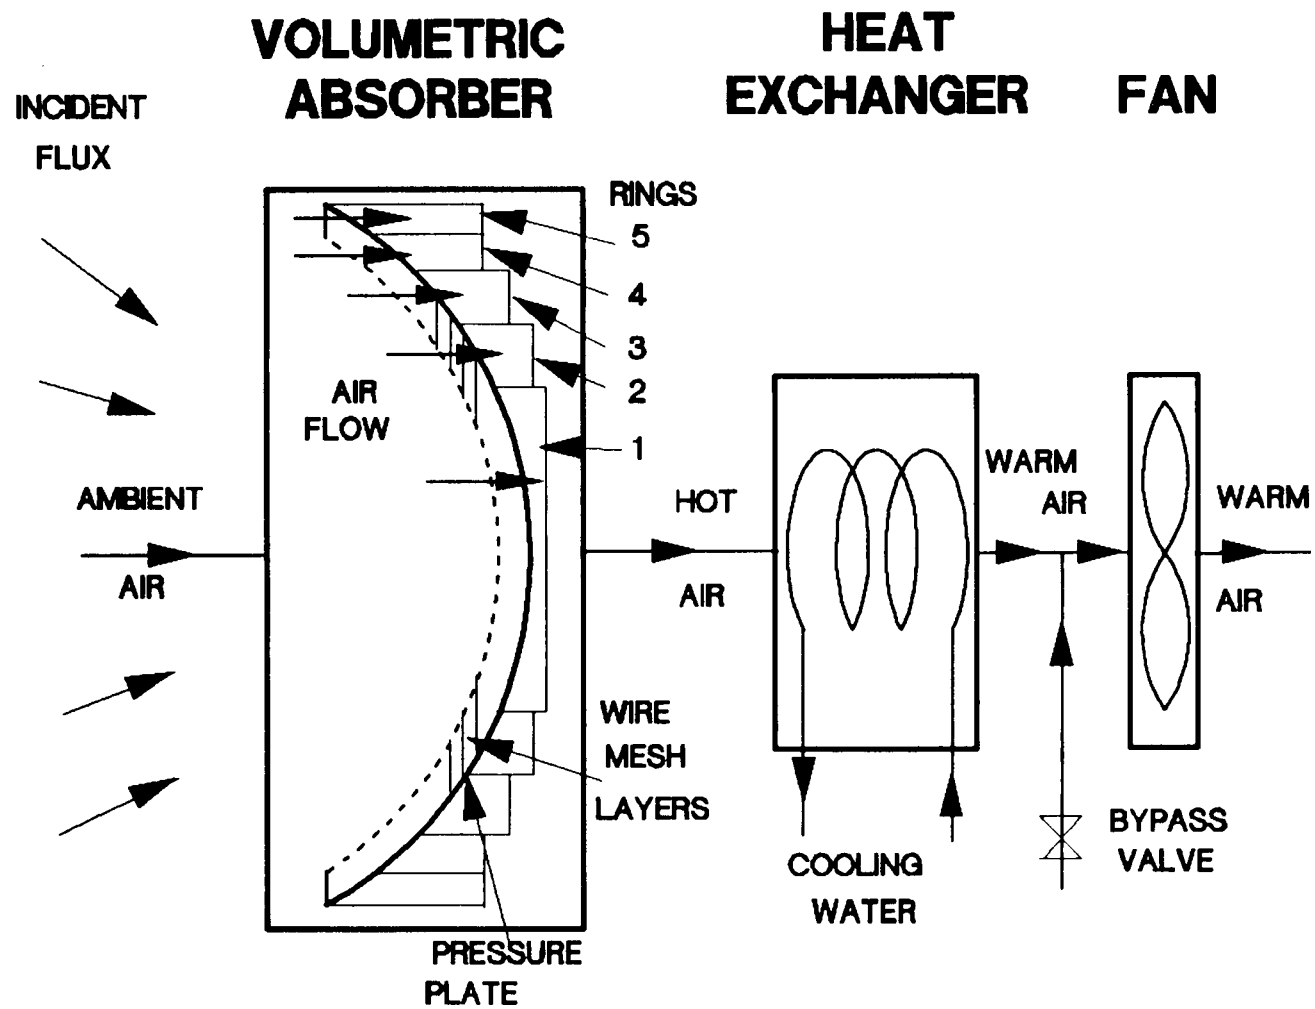 VOLUMETRIC
ABSORBER
HEAT
EXCHANGER
FAN
INCIDENT
FLUX
RINGS
5
4
3
2
1
AIR
FLOW
AMBIENT
AIR
HOT
AIR
WARM
AIR
WARM
AIR
WIRE
MESH
LAYERS
COOLING
WATER
BYPASS
VALVE
PRESSURE
PLATE